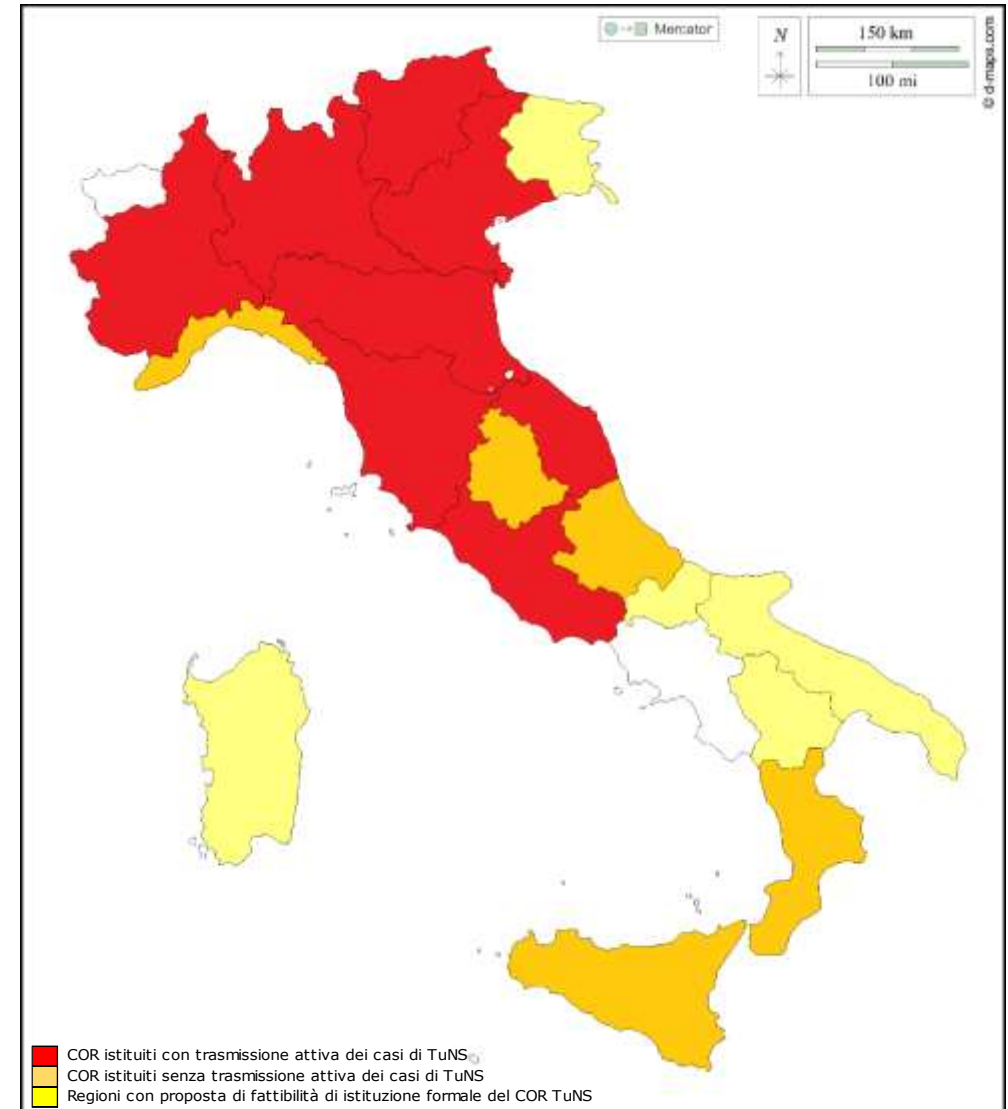 Mercator
N
150 km
100 mi
© d-maps.com
COR istituiti con trasmissione attiva dei casi di TuNS
COR istituiti senza trasmissione attiva dei casi di TuNS
Regioni con proposta di fattibilità di istituzione formale del COR TuNS